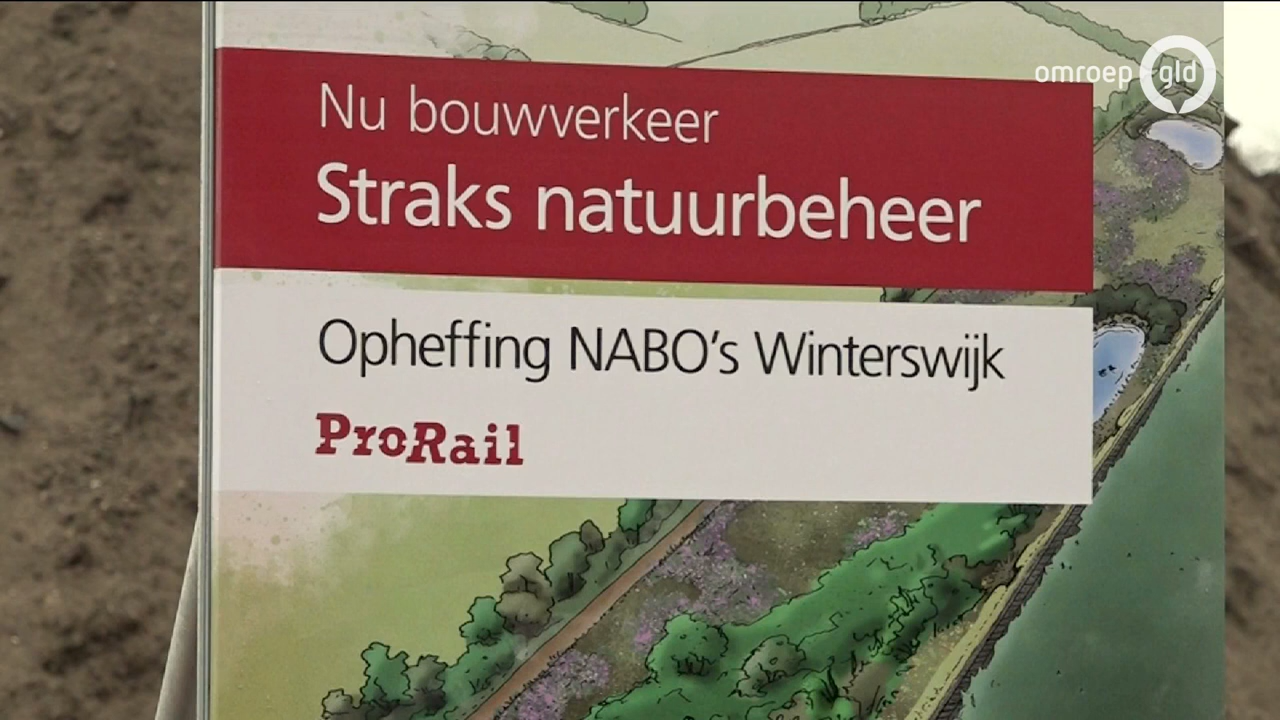 omroep gld
Nu bouwverkeer
Straks natuurbeheer
Opheffing NABO's Winterswijk
ProRail